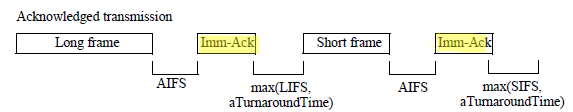 Acknowledged transmission
Long frame Imm-Ack Short frame Imm-Ack
AIFS max(LIFS, AIFS max(SIFS,
aTurnaroundTime) aTurnaroundTime)